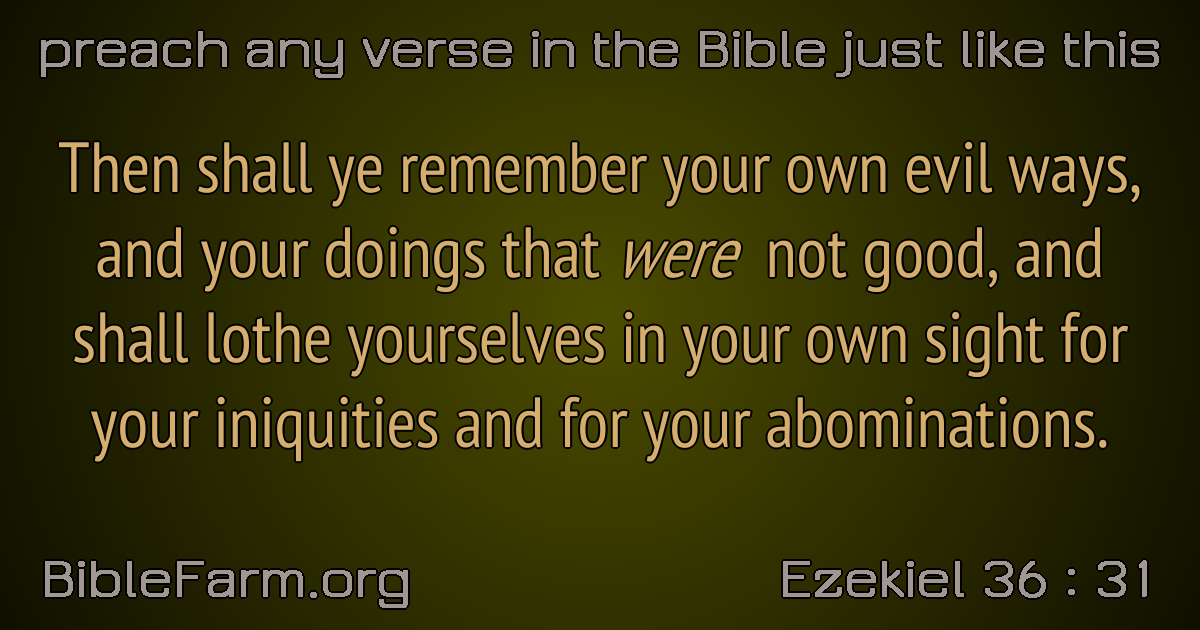 preach any verse in the Bible just like this
Then shall ye remember your own evil ways,
and your doings that were not good, and
shall lothe yourselves in your own sight for
your iniquities and for your abominations.
BibleFarm.org
Ezekiel 36 : 31